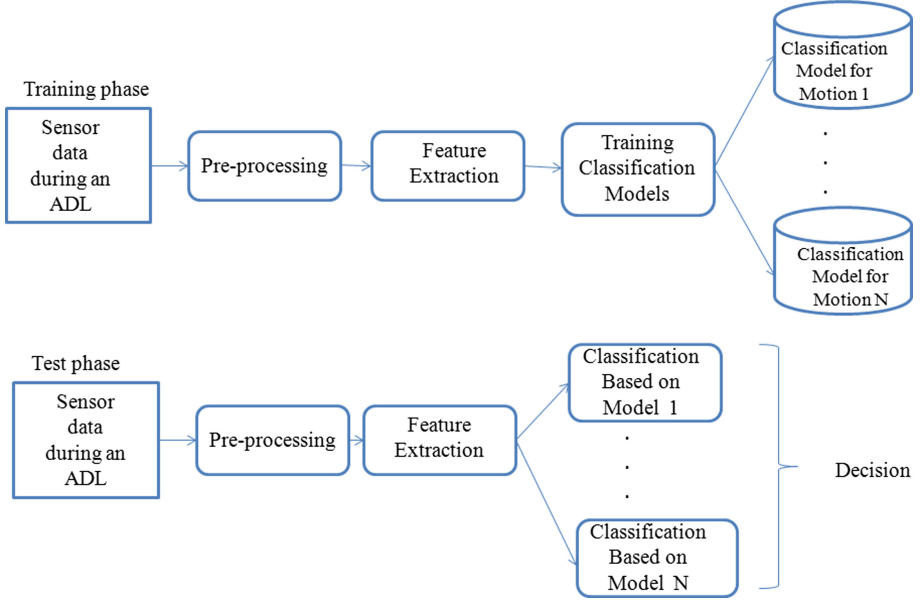 Training phase
Sensor
data
during an
ADL
Pre-processing
Feature
Extraction
Training
Classification
Models
Classification
Model for
Motion 1
Classification
Model for
Motion N
Test phase
Sensor
data
during an
ADL
Pre-processing
Feature
Extraction
Classification
Based on
Model 1
Classification
Based on
Model N
Decision